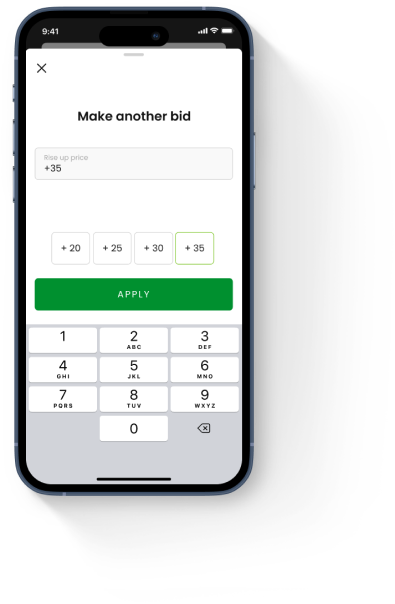 9:41
Make another bid
Rise up price
+35
+ 20 + 25 + 30 + 35
APPLY
1 2 3
ABC DEF
4 5 6
GHI JKL MNO
7 8 9
PQRS TUV WXYZ
0